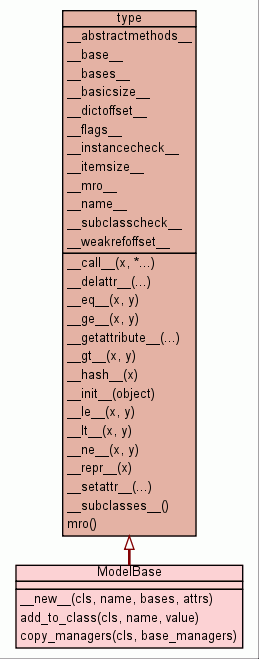 type
__abstractmethods__
__base__
__bases__
__basicsize__
__dictoffset__
__flags__
__instancecheck__
__itemsize__
__mro__
__name__
__subclasscheck__
__weakrefoffset__
__call__(x, *...)
__delattr__(...)
__eq__(x, y)
__ge__(x, y)
__getattribute__(...)
__gt__(x, y)
__hash__(x)
__init__(object)
__le__(x, y)
__lt__(x, y)
__ne__(x, y)
__repr__(x)
__setattr__(...)
__subclasses__()
mro()
ModelBase
__new__(cls, name, bases, attrs)
add_to_class(cls, name, value)
copy_managers(cls, base_managers)